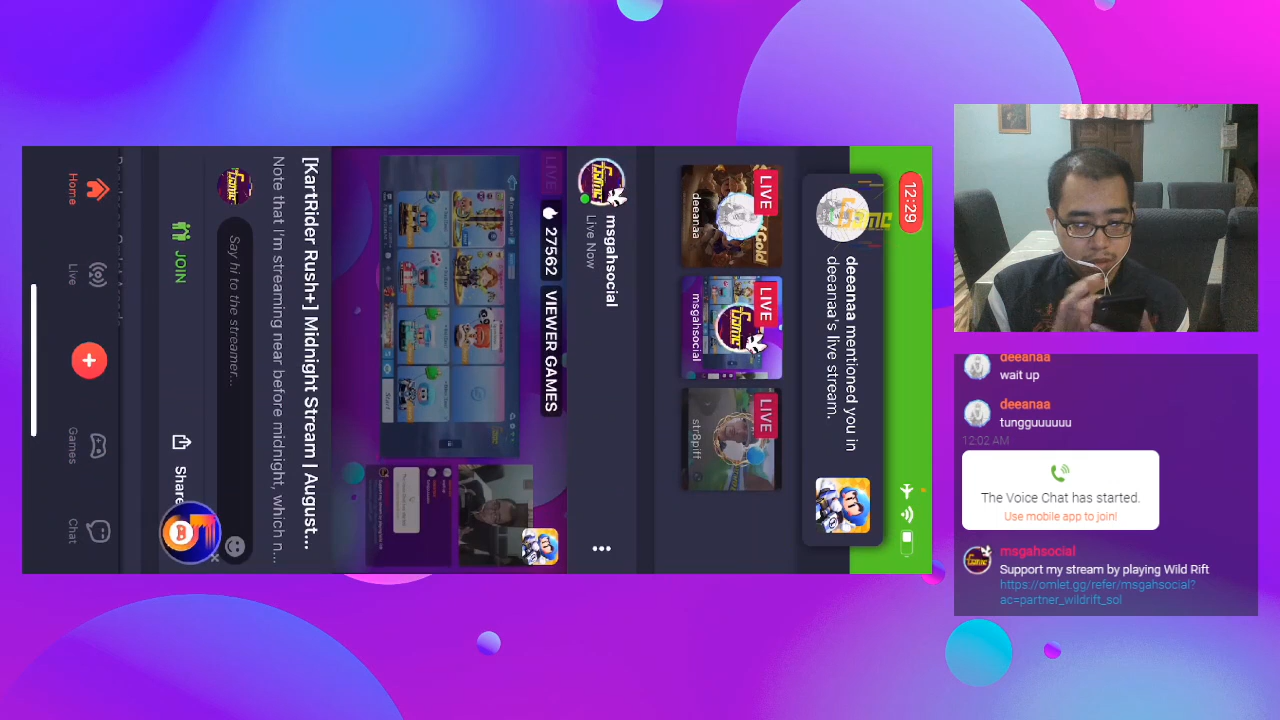 12:29
deeanaa mentioned you in
deeanaa's live stream.
LIVE
deeanaa
LIVE
msgahsocial
LIVE
str8piff
msgahsocial
Live Now
LIVE
27562
VIEWER GAMES
[KartRider Rush+] Midnight Stream | August...
Note that I'm streaming near before midnight, which n...
Say hi to the streamer...
JOIN
Share
Home
Live
Games
Chat
deeanaa
wait up
deeanaa
tungguuuuuu
12:02 AM
The Voice Chat has started.
Use mobile app to join!
msgahsocial
Support my stream by playing Wild Rift
https://omlet.gg/refer/msgahsocial?
ac=partner_wildrift_sol